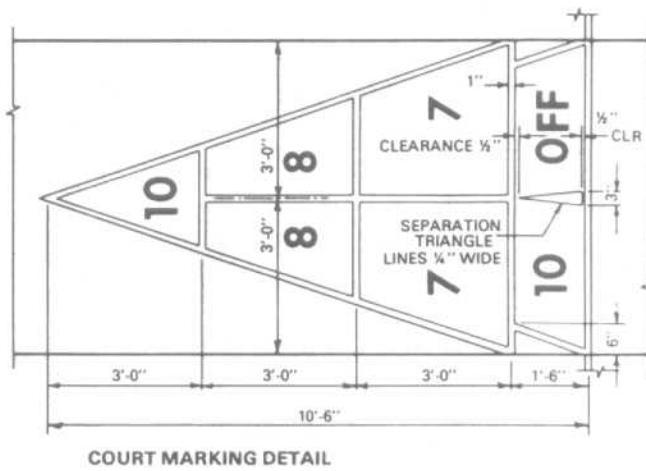 1"
7
OFF
½"
CLR
CLEARANCE ½"
3'-0"
8
10
3"
SEPARATION
TRIANGLE
LINES ¼" WIDE
3'-0"
8
7
10
6"
3'-0"
3'-0"
3'-0"
1'-6"
10'-6"
COURT MARKING DETAIL